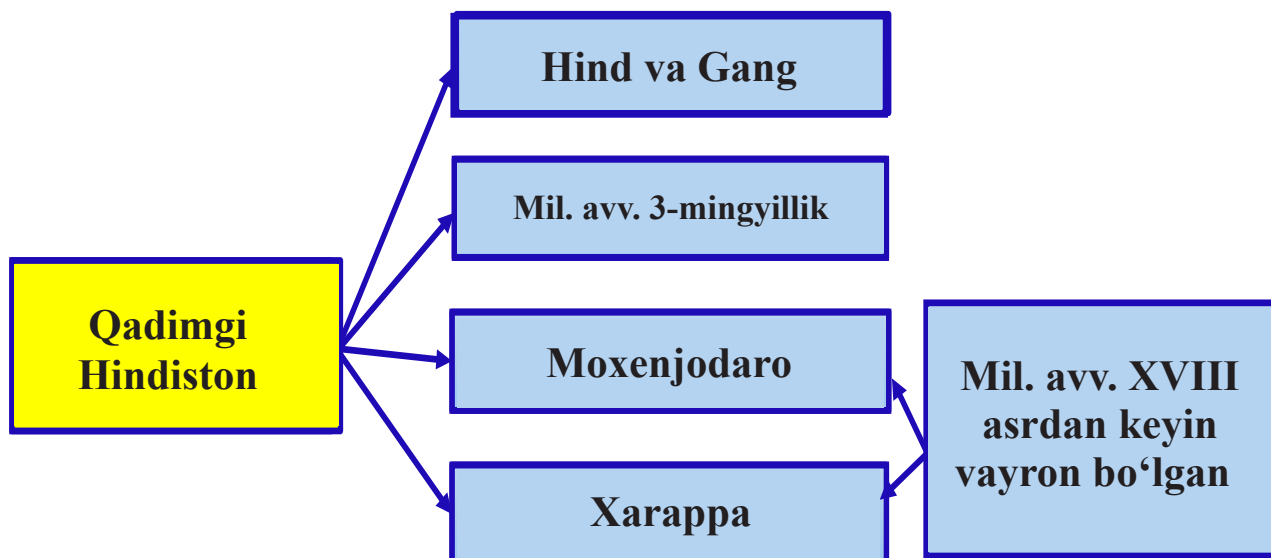 Hind va Gang
Mil. avv. 3-mingyillik
Qadimgi
Hindiston
Moxenjodaro
Xarappa
Mil. avv. XVIII
asrdan keyin
vayron bo‘lgan